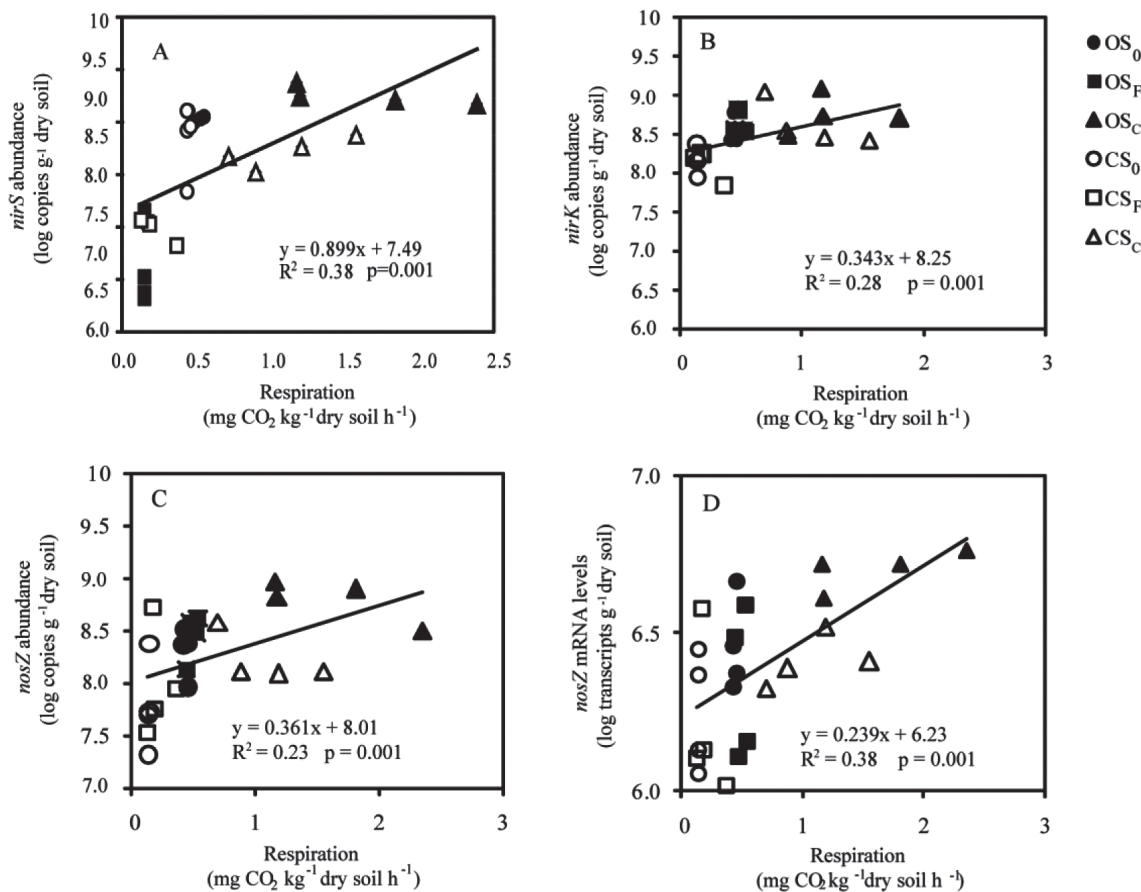 A
10
9.5
9.0
8.5
8.0
7.5
7.0
6.5
6.0
nirS abundance
(log copies g⁻¹ dry soil)
y = 0.899x + 7.49
R² = 0.38 p=0.001
0.0 0.5 1.0 1.5 2.0 2.5
Respiration
(mg CO₂ kg⁻¹ dry soil h⁻¹)
B
10
9.5
9.0
8.5
8.0
7.5
7.0
6.5
6.0
nirK abundance
(log copies g⁻¹ dry soil)
y = 0.343x + 8.25
R² = 0.28 p = 0.001
0 1 2 3
Respiration
(mg CO₂ kg⁻¹ dry soil h⁻¹)
OS₀
OS_F
OS_C
CS₀
CS_F
CS_C
C
10
9.5
9.0
8.5
8.0
7.5
7.0
nosZ abundance
(log copies g⁻¹ dry soil)
y = 0.361x + 8.01
R² = 0.23 p = 0.001
0 1 2 3
Respiration
(mg CO₂ kg⁻¹ dry soil h⁻¹)
D
7.0
6.5
6.0
nosZ mRNA levels
(log transcripts g⁻¹ dry soil)
y = 0.239x + 6.23
R² = 0.38 p = 0.001
0 1 2 3
Respiration
(mg CO₂ kg⁻¹ dry soil h⁻¹)